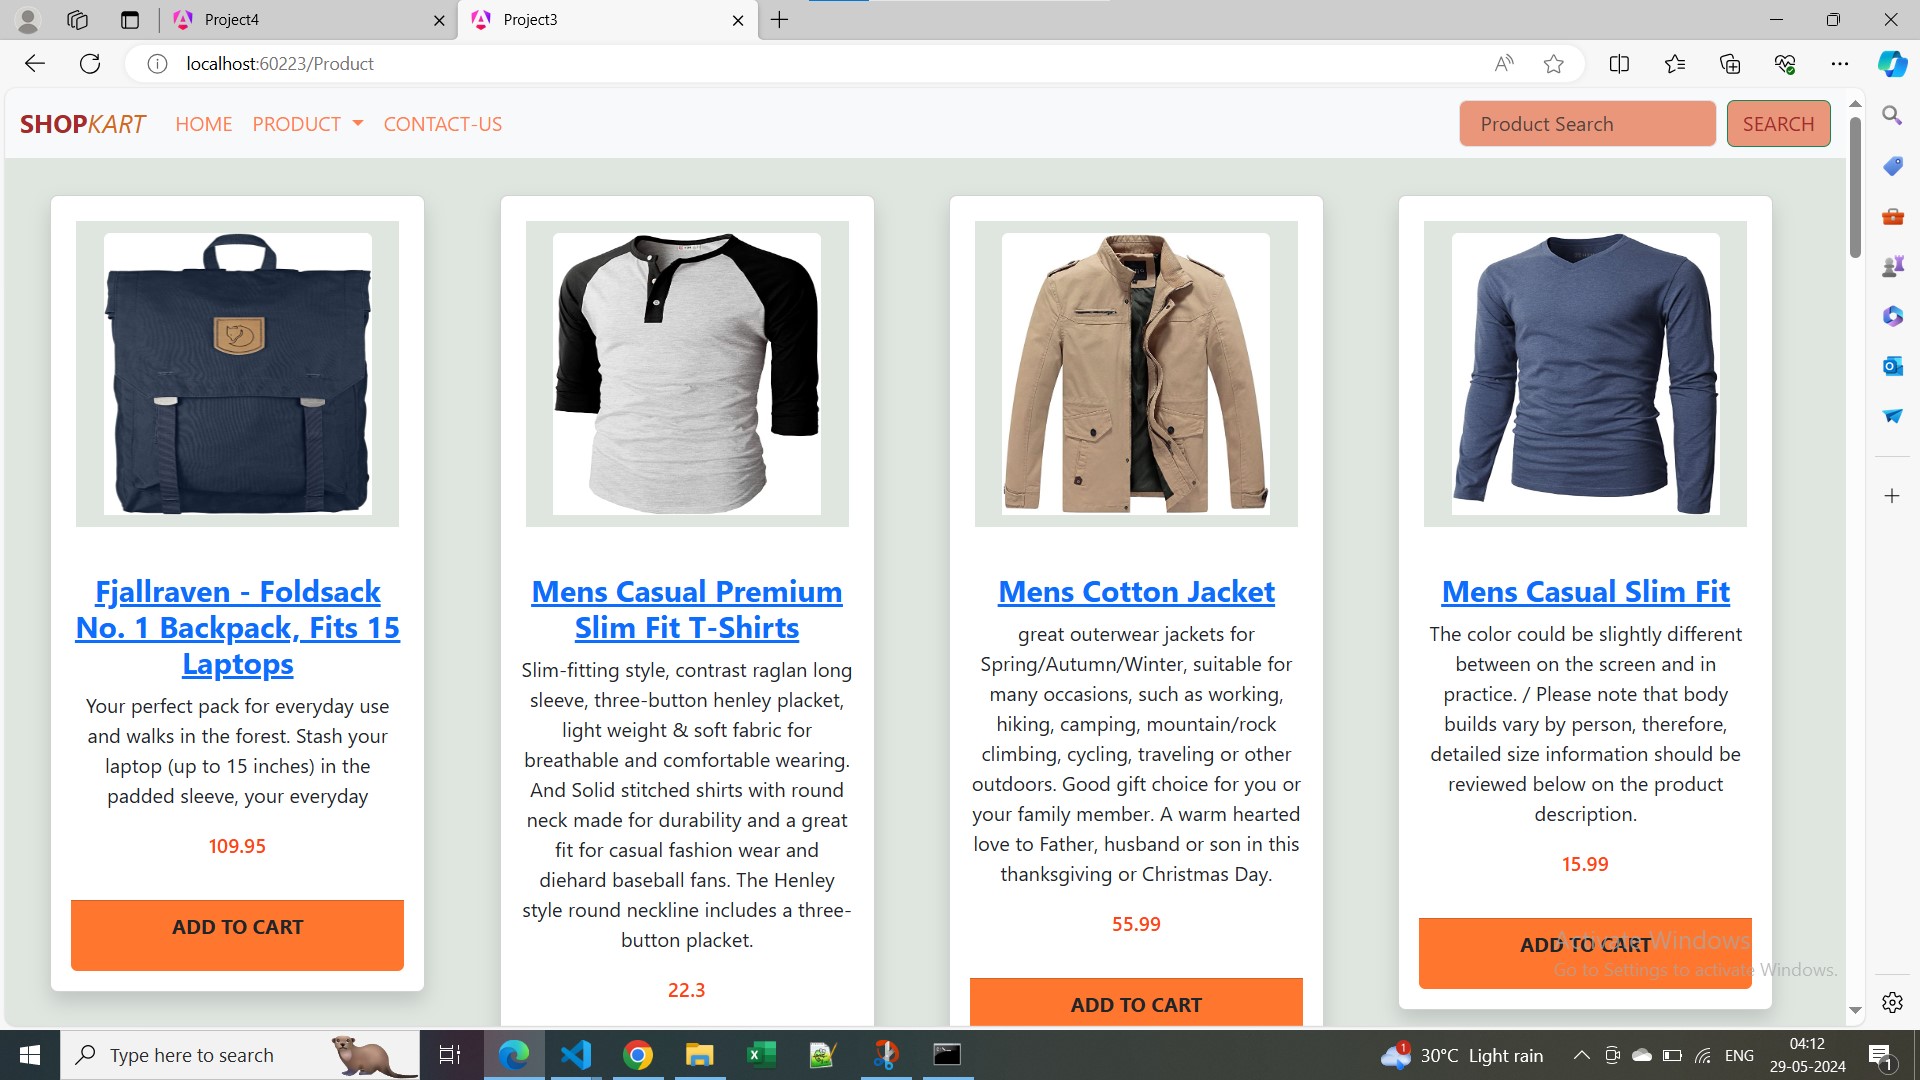 Project4
Project3
localhost:60223/Product
SHOPKART
HOME
PRODUCT
CONTACT-US
Product Search
SEARCH
Fjallraven - Foldsack
No. 1 Backpack, Fits 15
Laptops
Your perfect pack for everyday use
and walks in the forest. Stash your
laptop (up to 15 inches) in the
padded sleeve, your everyday
109.95
ADD TO CART
Mens Casual Premium
Slim Fit T-Shirts
Slim-fitting style, contrast raglan long
sleeve, three-button henley placket,
light weight & soft fabric for
breathable and comfortable wearing.
And Solid stitched shirts with round
neck made for durability and a great
fit for casual fashion wear and
diehard baseball fans. The Henley
style round neckline includes a three-
button placket.
22.3
Mens Cotton Jacket
great outerwear jackets for
Spring/Autumn/Winter, suitable for
many occasions, such as working,
hiking, camping, mountain/rock
climbing, cycling, traveling or other
outdoors. Good gift choice for you or
your family member. A warm hearted
love to Father, husband or son in this
thanksgiving or Christmas Day.
55.99
ADD TO CART
Mens Casual Slim Fit
The color could be slightly different
between on the screen and in
practice. / Please note that body
builds vary by person, therefore,
detailed size information should be
reviewed below on the product
description.
15.99
ADD TO CART
Activate Windows
Go to Settings to activate Windows.
Type here to search
1
30°C Light rain
ENG
04:12
29-05-2024
1